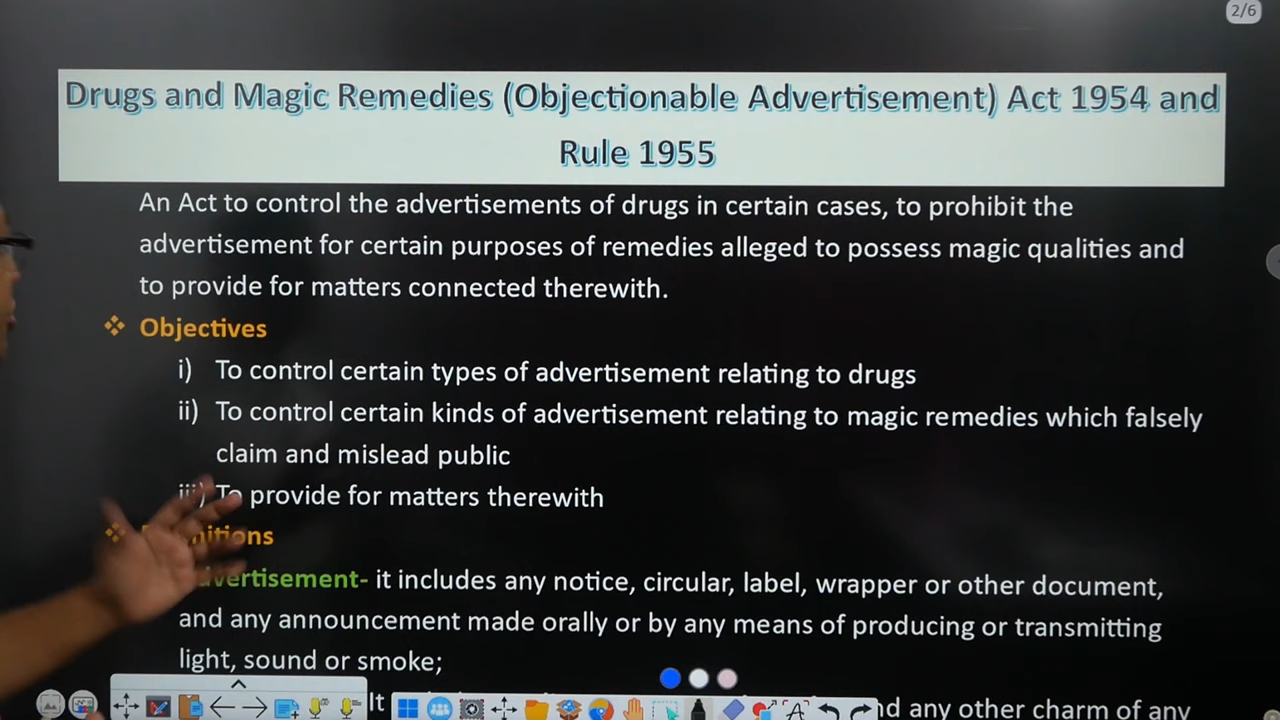 2/6
Drugs and Magic Remedies (Objectionable Advertisement) Act 1954 and
Rule 1955
An Act to control the advertisements of drugs in certain cases, to prohibit the
advertisement for certain purposes of remedies alleged to possess magic qualities and
to provide for matters connected therewith.
❖ Objectives
i) To control certain types of advertisement relating to drugs
ii) To control certain kinds of advertisement relating to magic remedies which falsely
claim and mislead public
iii) To provide for matters therewith
❖ Definitions
Advertisement- it includes any notice, circular, label, wrapper or other document,
and any announcement made orally or by any means of producing or transmitting
light, sound or smoke;
It nd any other charm of any